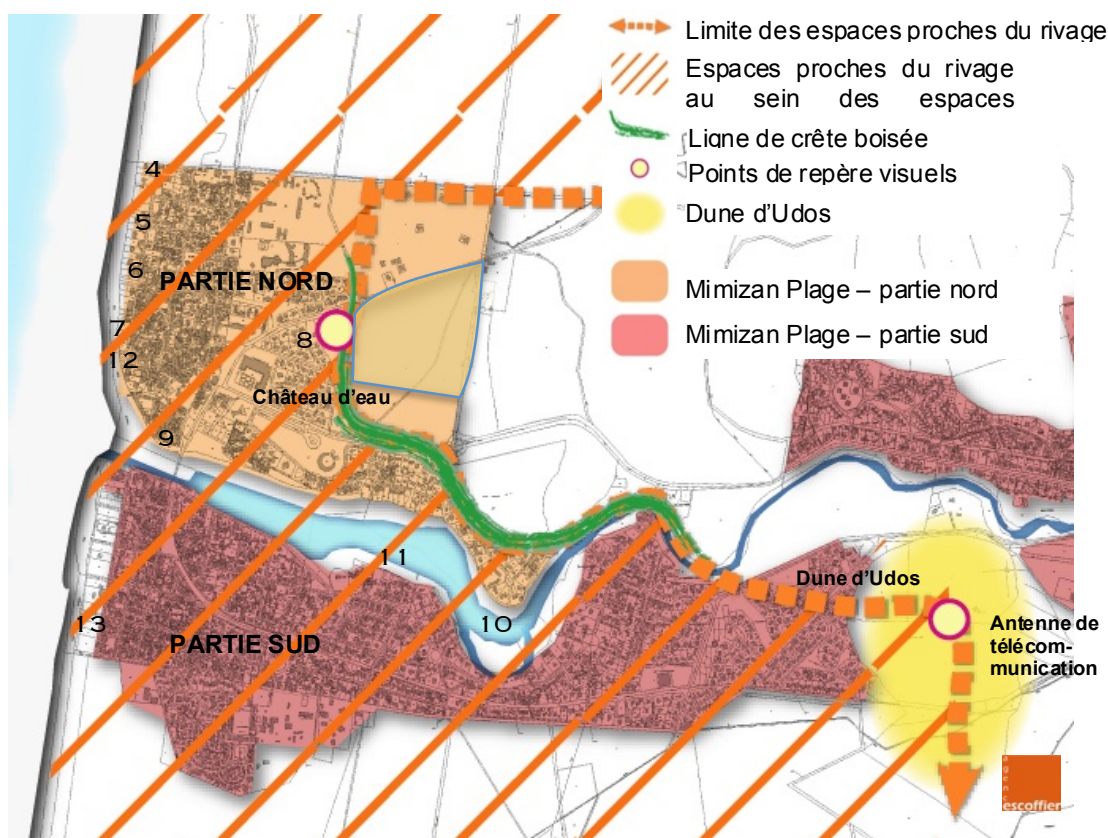 Limite des espaces proches du rivage
Espaces proches du rivage
au sein des espaces
Ligne de crête boisée
Points de repère visuels
Dune d'Udos
Mimizan Plage – partie nord
Mimizan Plage – partie sud
4
5
6
PARTIE NORD
7
8
12
Château d'eau
9
11
Dune d'Udos
13
10
PARTIE SUD
Antenne de
télécom-
munication
agence
escoffier